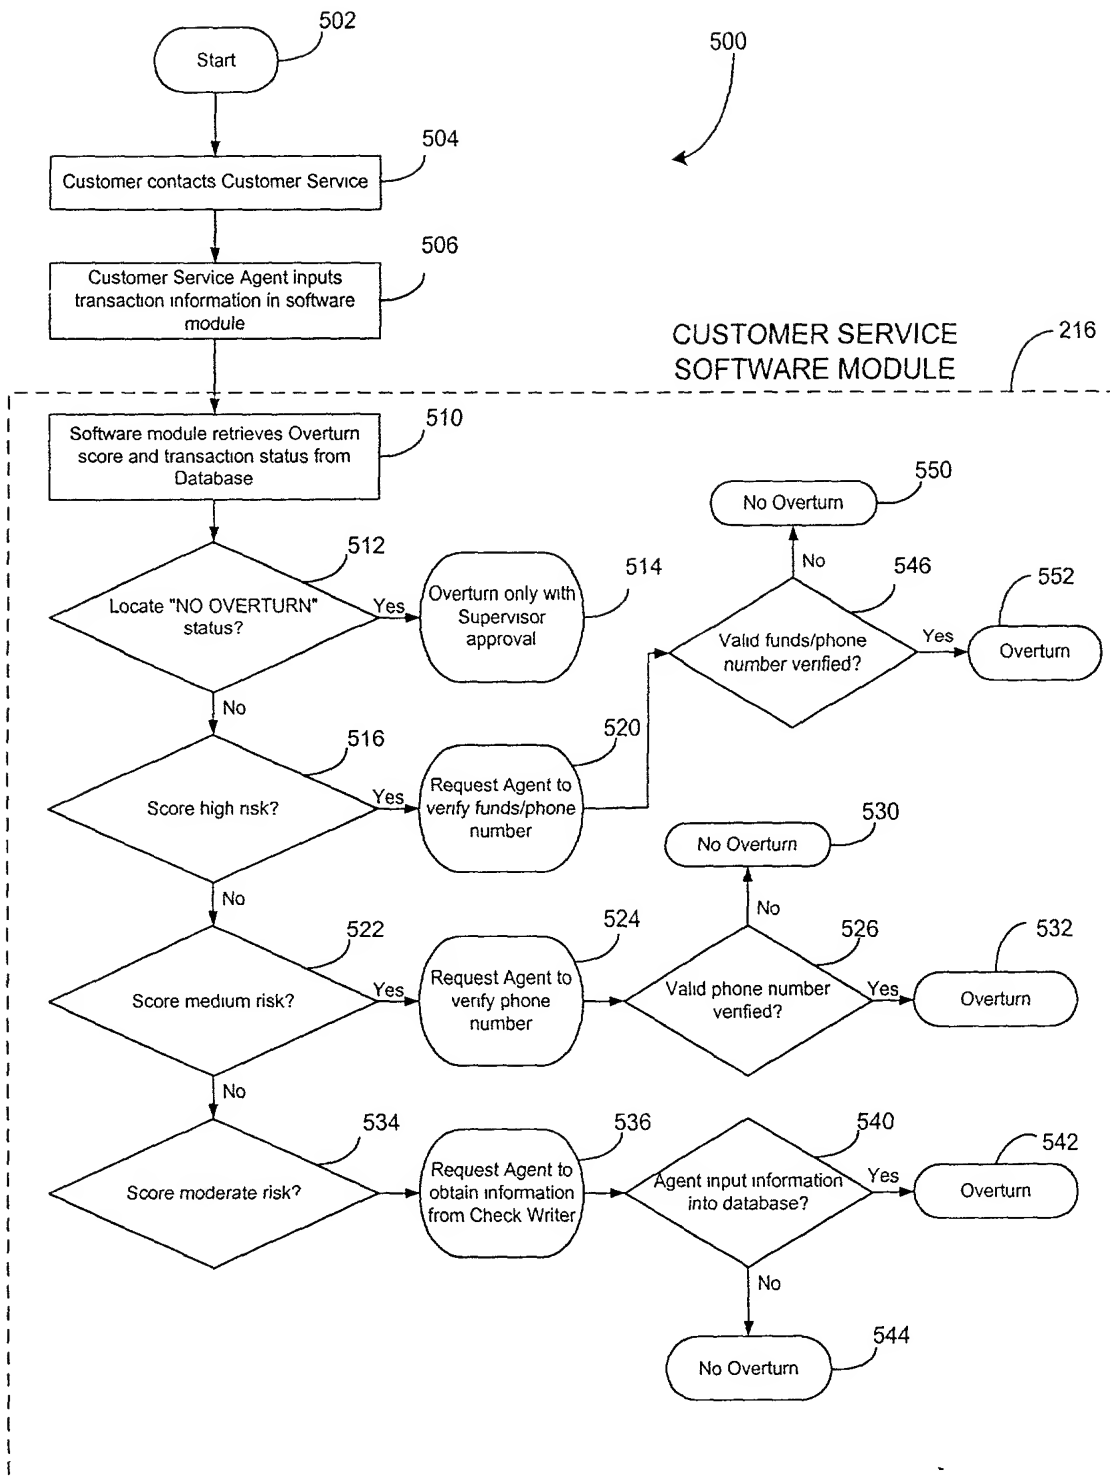 502
Start
500
504
Customer contacts Customer Service
506
Customer Service Agent inputs
transaction information in software
module
CUSTOMER SERVICE
SOFTWARE MODULE
216
510
Software module retrieves Overturn
score and transaction status from
Database
550
No Overturn
No
512
Locate "NO OVERTURN"
status?
Yes
514
Overturn only with
Supervisor
approval
546
Valid funds/phone
number verified?
Yes
552
Overturn
No
516
Score high risk?
Yes
520
Request Agent to
verify funds/phone
number
530
No Overturn
No
No
522
Score medium risk?
Yes
524
Request Agent to
verify phone
number
526
Valid phone number
verified?
Yes
532
Overturn
No
534
Score moderate risk?
536
Request Agent to
obtain information
from Check Writer
540
Agent input information
into database?
Yes
542
Overturn
No
544
No Overturn